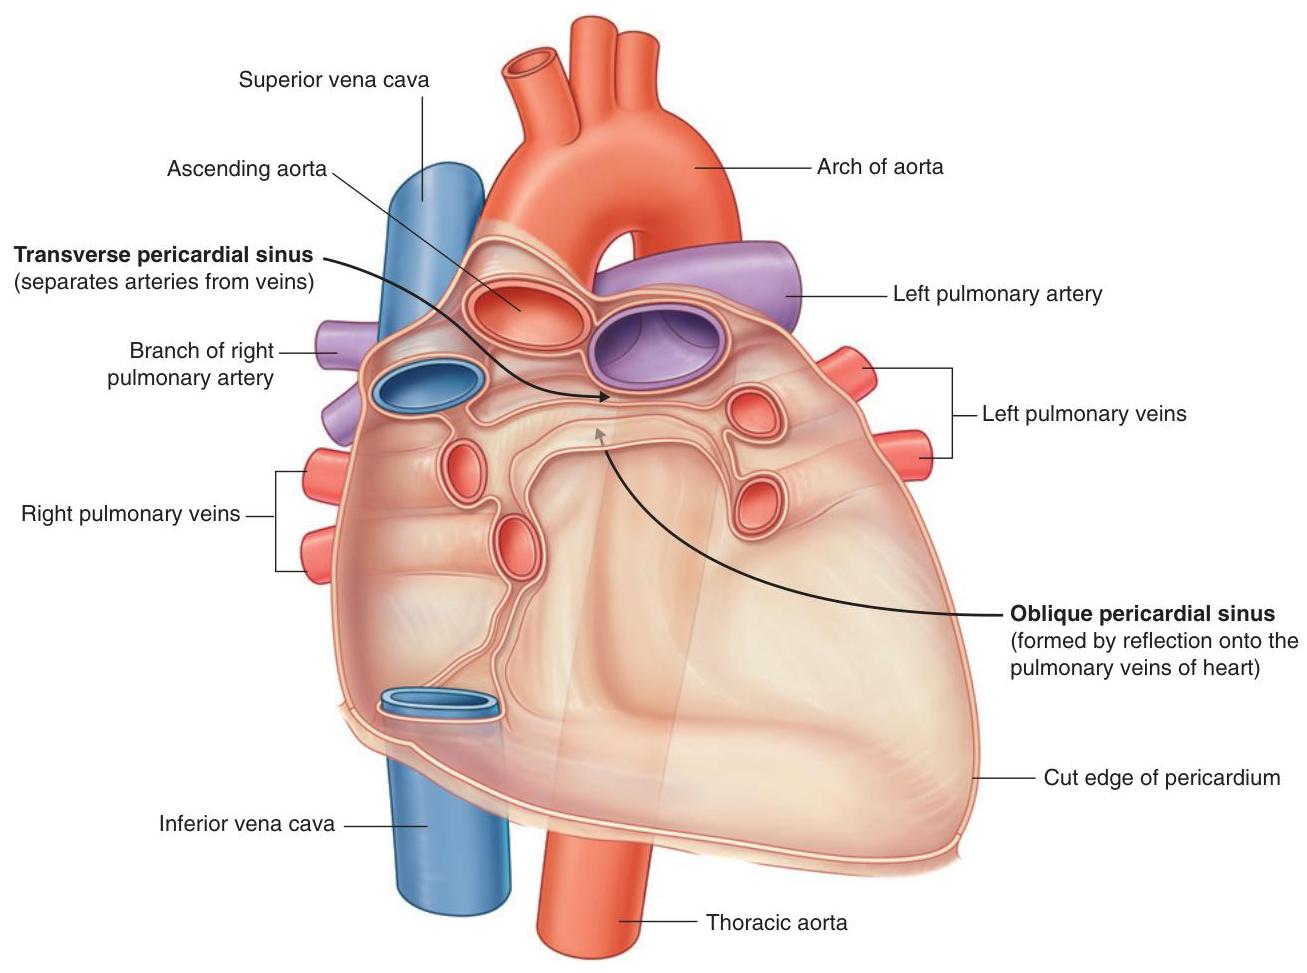 Superior vena cava
Ascending aorta
Arch of aorta
Transverse pericardial sinus
(separates arteries from veins)
Left pulmonary artery
Branch of right
pulmonary artery
Left pulmonary veins
Right pulmonary veins
Oblique pericardial sinus
(formed by reflection onto the
pulmonary veins of heart)
Cut edge of pericardium
Inferior vena cava
Thoracic aorta